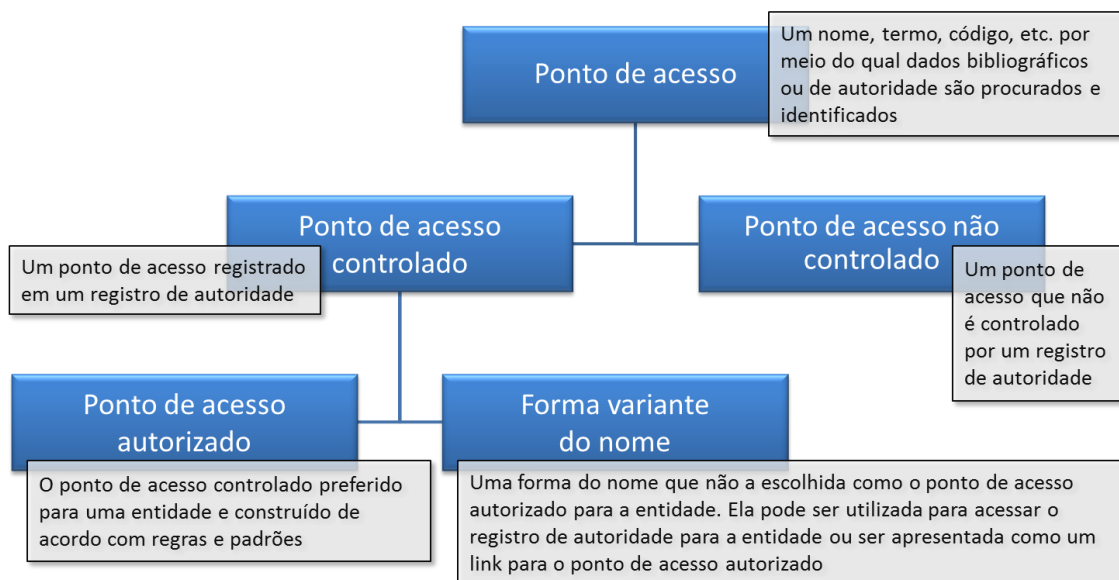 Ponto de acesso
Um nome, termo, código, etc. por
meio do qual dados bibliográficos
ou de autoridade são procurados e
identificados
Ponto de acesso
controlado
Um ponto de acesso registrado
em um registro de autoridade
Ponto de acesso não
controlado
Um ponto de
acesso que não
é controlado
por um registro
de autoridade
Ponto de acesso
autorizado
O ponto de acesso controlado preferido
para uma entidade e construído de
acordo com regras e padrões
Forma variante
do nome
Uma forma do nome que não a escolhida como o ponto de acesso
autorizado para a entidade. Ela pode ser utilizada para acessar o
registro de autoridade para a entidade ou ser apresentada como um
link para o ponto de acesso autorizado